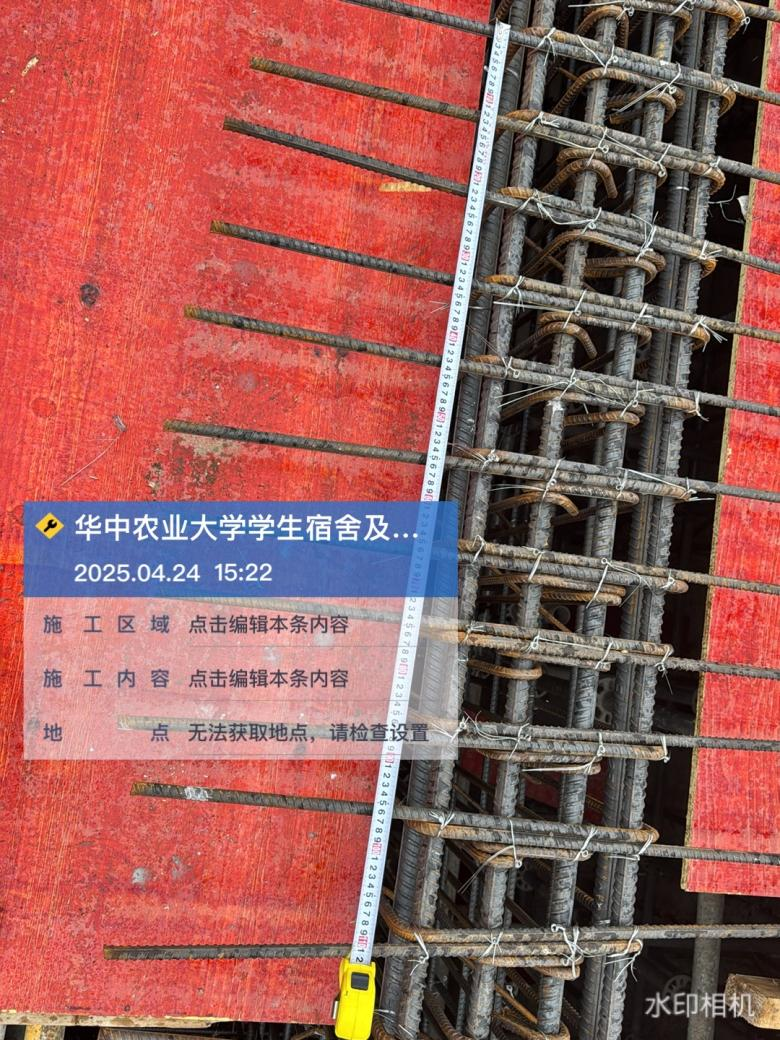 华中农业大学学生宿舍及...
2025.04.24 15:22
施工区域 点击编辑本条内容
施工内容 点击编辑本条内容
地点 无法获取地点，请检查设置
水印相机